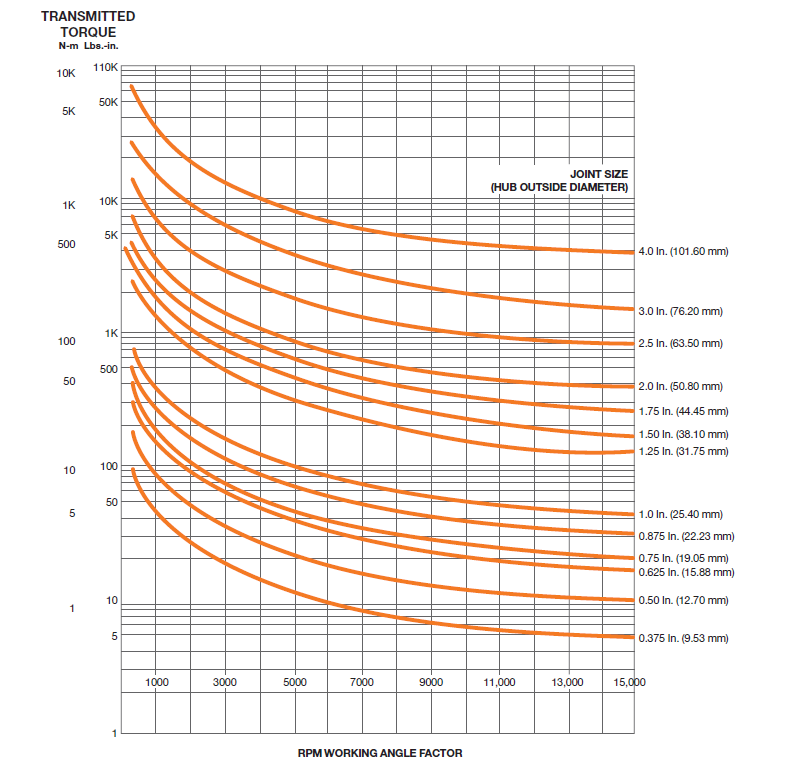 TRANSMITTED
TORQUE
N-m Lbs.-in.
10K 110K
5K 50K
1K 10K
500 5K
100 1K
50 500
10 100
5 50
1 10
5
1
JOINT SIZE
(HUB OUTSIDE DIAMETER)
4.0 In. (101.60 mm)
3.0 In. (76.20 mm)
2.5 In. (63.50 mm)
2.0 In. (50.80 mm)
1.75 In. (44.45 mm)
1.50 In. (38.10 mm)
1.25 In. (31.75 mm)
1.0 In. (25.40 mm)
0.875 In. (22.23 mm)
0.75 In. (19.05 mm)
0.625 In. (15.88 mm)
0.50 In. (12.70 mm)
0.375 In. (9.53 mm)
1000 3000 5000 7000 9000 11,000 13,000 15,000
RPM WORKING ANGLE FACTOR